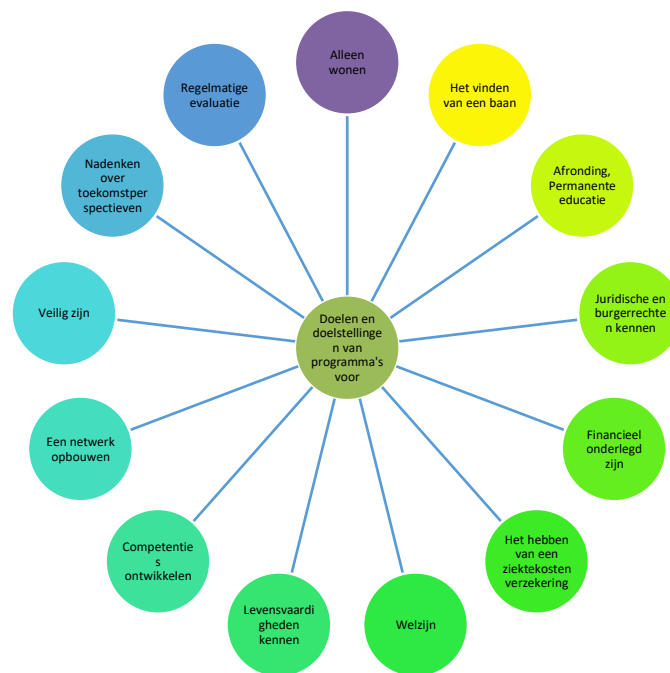 Alleen
wonen
Het vinden
van een baan
Afronding,
Permanente
educatie
Juridische en
burgerrechte
n kennen
Financieel
onderlegd
zijn
Het hebben
van een
ziektekosten
verzekering
Welzijn
Levensvaardi
gheden
kennen
Competentie
s
ontwikkelen
Een netwerk
opbouwen
Veilig zijn
Nadenken
over
toekomstper
spectieven
Regelmatige
evaluatie
Doelen en
doelstellinge
n van
programma's
voor